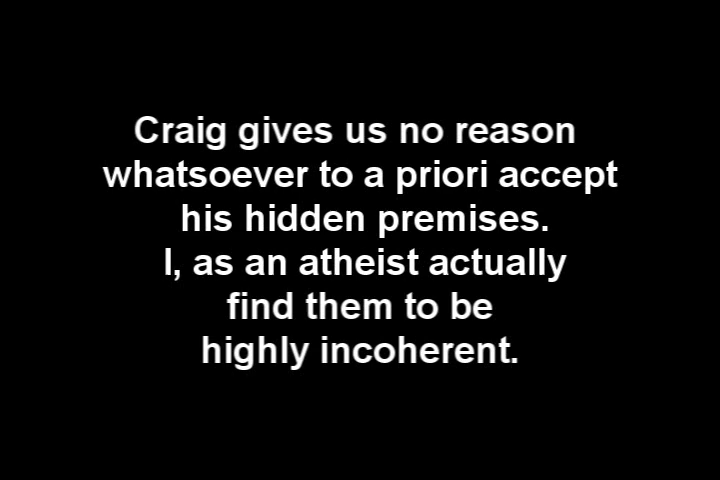 Craig gives us no reason
whatsoever to a priori accept
his hidden premises.
I, as an atheist actually
find them to be
highly incoherent.